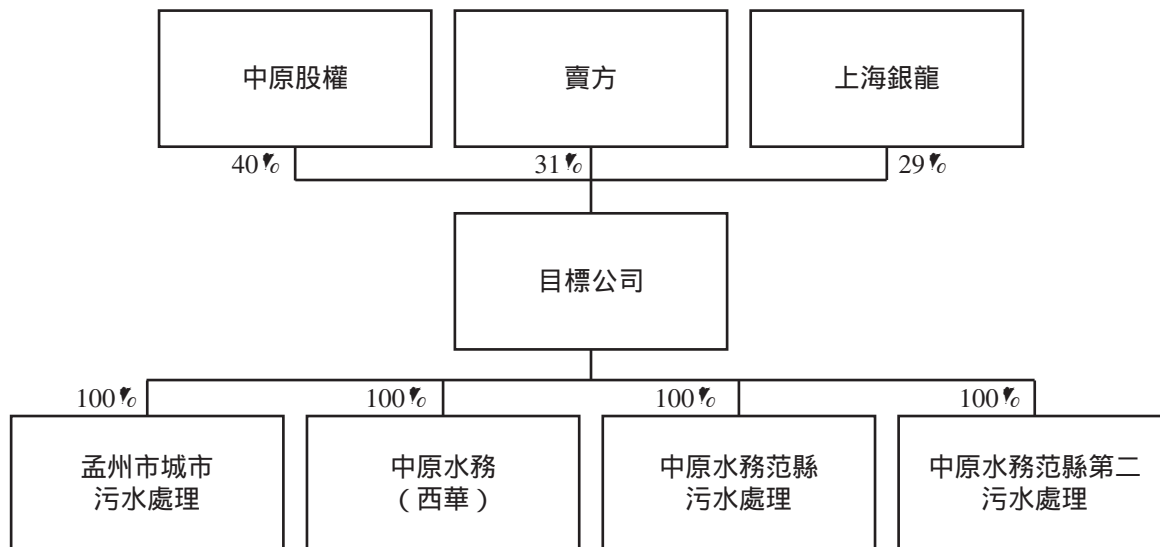 中原股權
賣方
上海銀龍
40%
31%
29%
目標公司
100%
100%
100%
100%
孟州市城市
污水處理
中原水務
（西華）
中原水務范縣
污水處理
中原水務范縣第二
污水處理